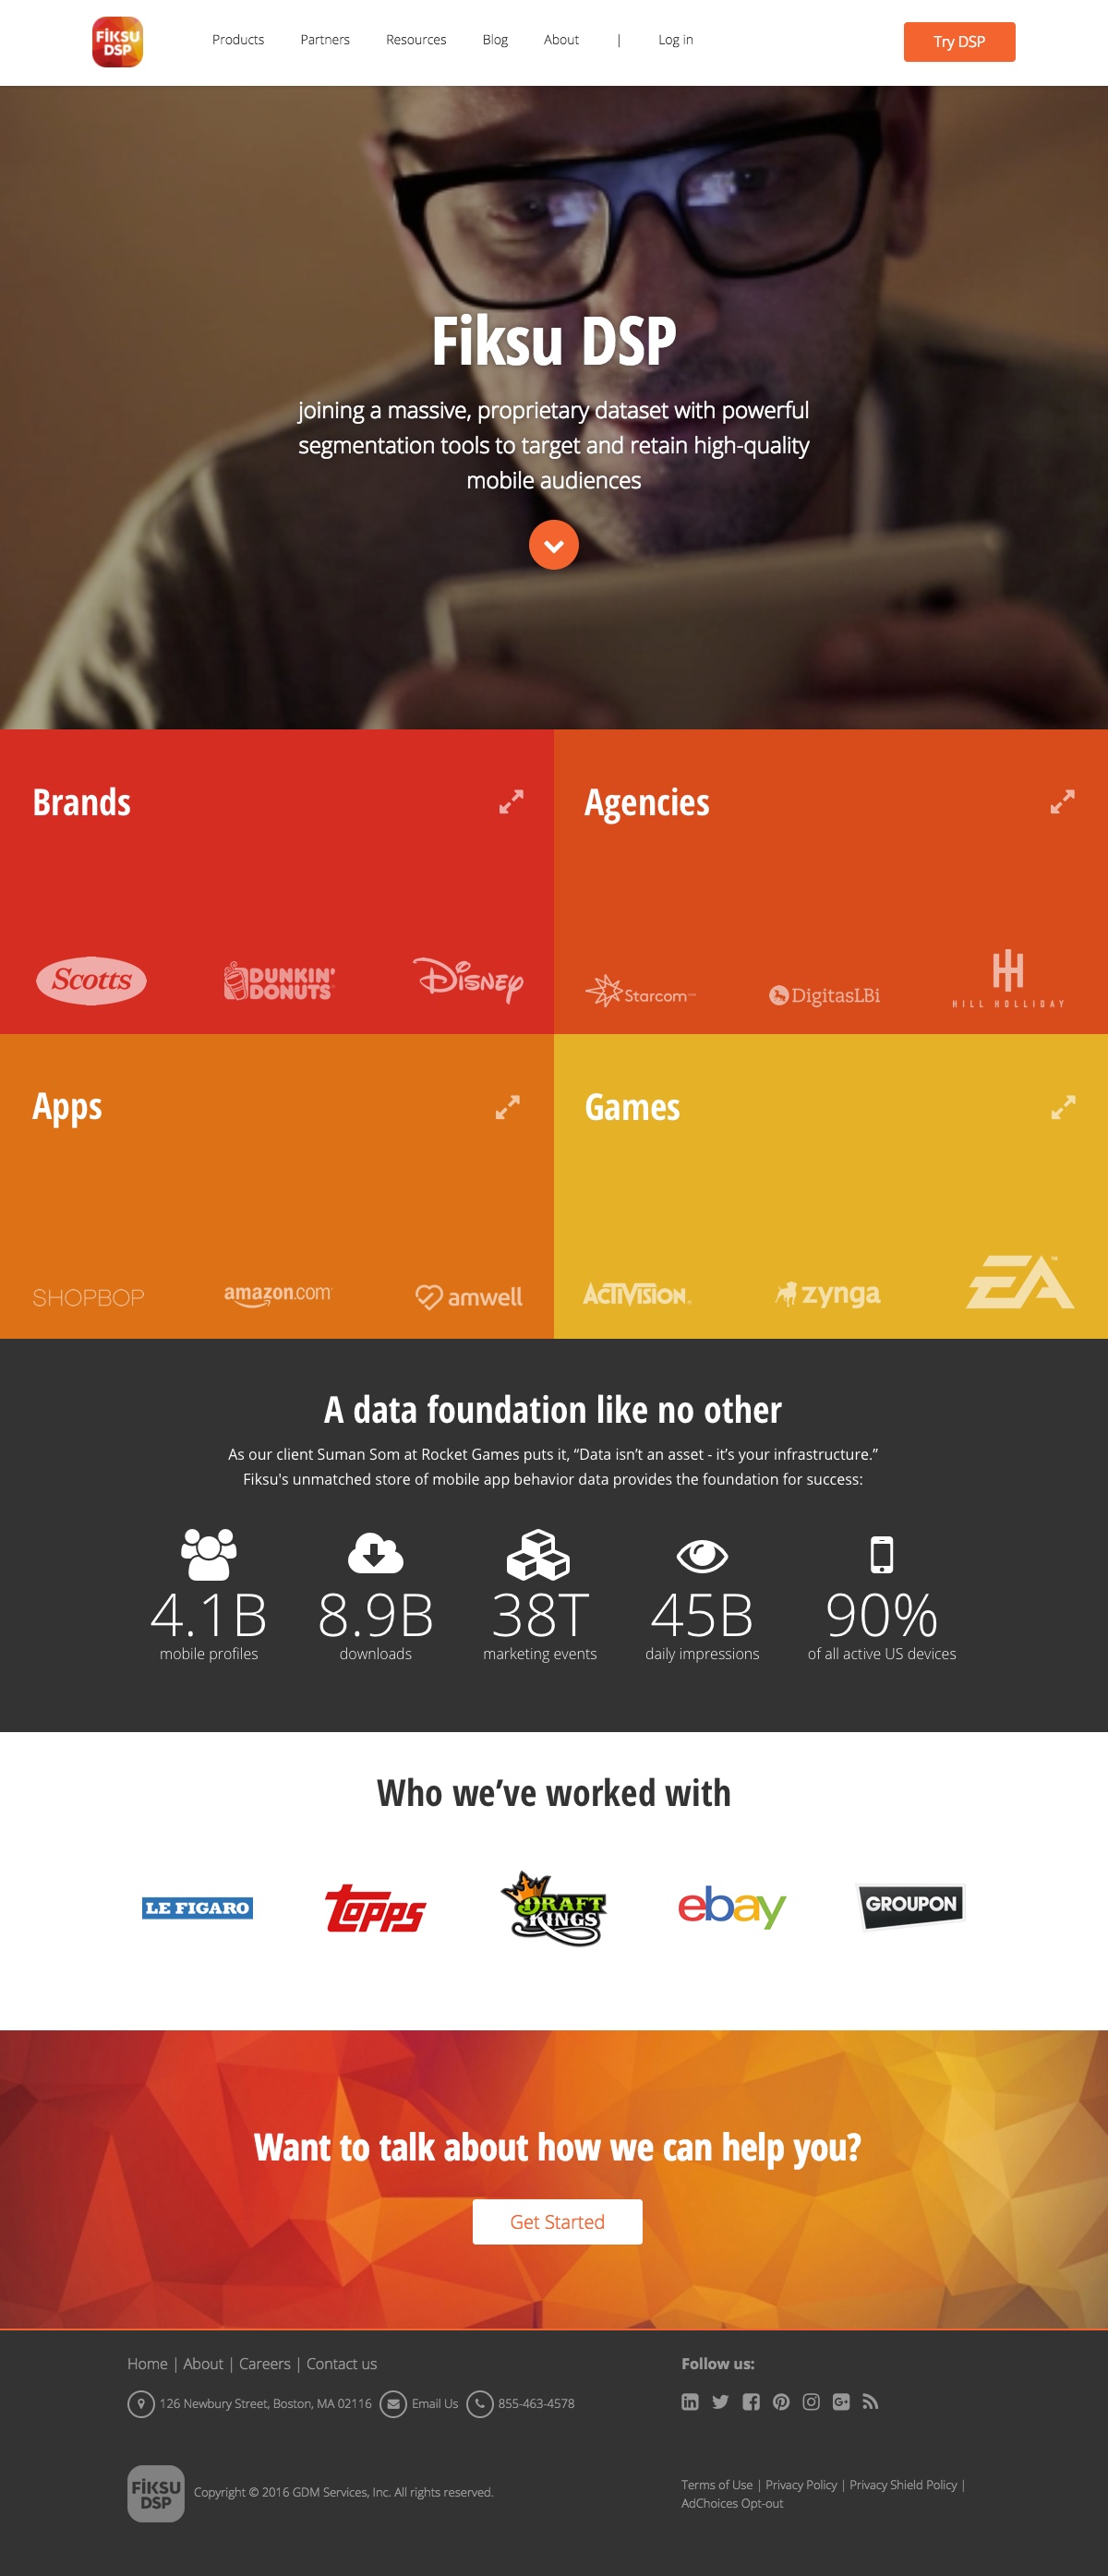 FIKSU
DSP
Products Partners Resources Blog About | Log in
Try DSP
Fiksu DSP
joining a massive, proprietary dataset with powerful
segmentation tools to target and retain high-quality
mobile audiences
Brands
Scotts
DUNKIN'
DONUTS
Disney
Agencies
Starcom
DigitasLBi
HILL HOLLIDAY
Apps
SHOPBOP
amazon.com
amwell
Games
ACTIVISION
zynga
EA
A data foundation like no other
As our client Suman Som at Rocket Games puts it, “Data isn’t an asset - it’s your infrastructure.”
Fiksu's unmatched store of mobile app behavior data provides the foundation for success:
4.1B
mobile profiles
8.9B
downloads
38T
marketing events
45B
daily impressions
90%
of all active US devices
Who we’ve worked with
LE FIGARO
Topps
DRAFT
KINGS
ebay
GROUPON
Want to talk about how we can help you?
Get Started
Home | About | Careers | Contact us
126 Newbury Street, Boston, MA 02116 Email Us 855-463-4578
Follow us:
FIKSU
DSP
Copyright © 2016 GDM Services, Inc. All rights reserved.
Terms of Use | Privacy Policy | Privacy Shield Policy |
AdChoices Opt-out